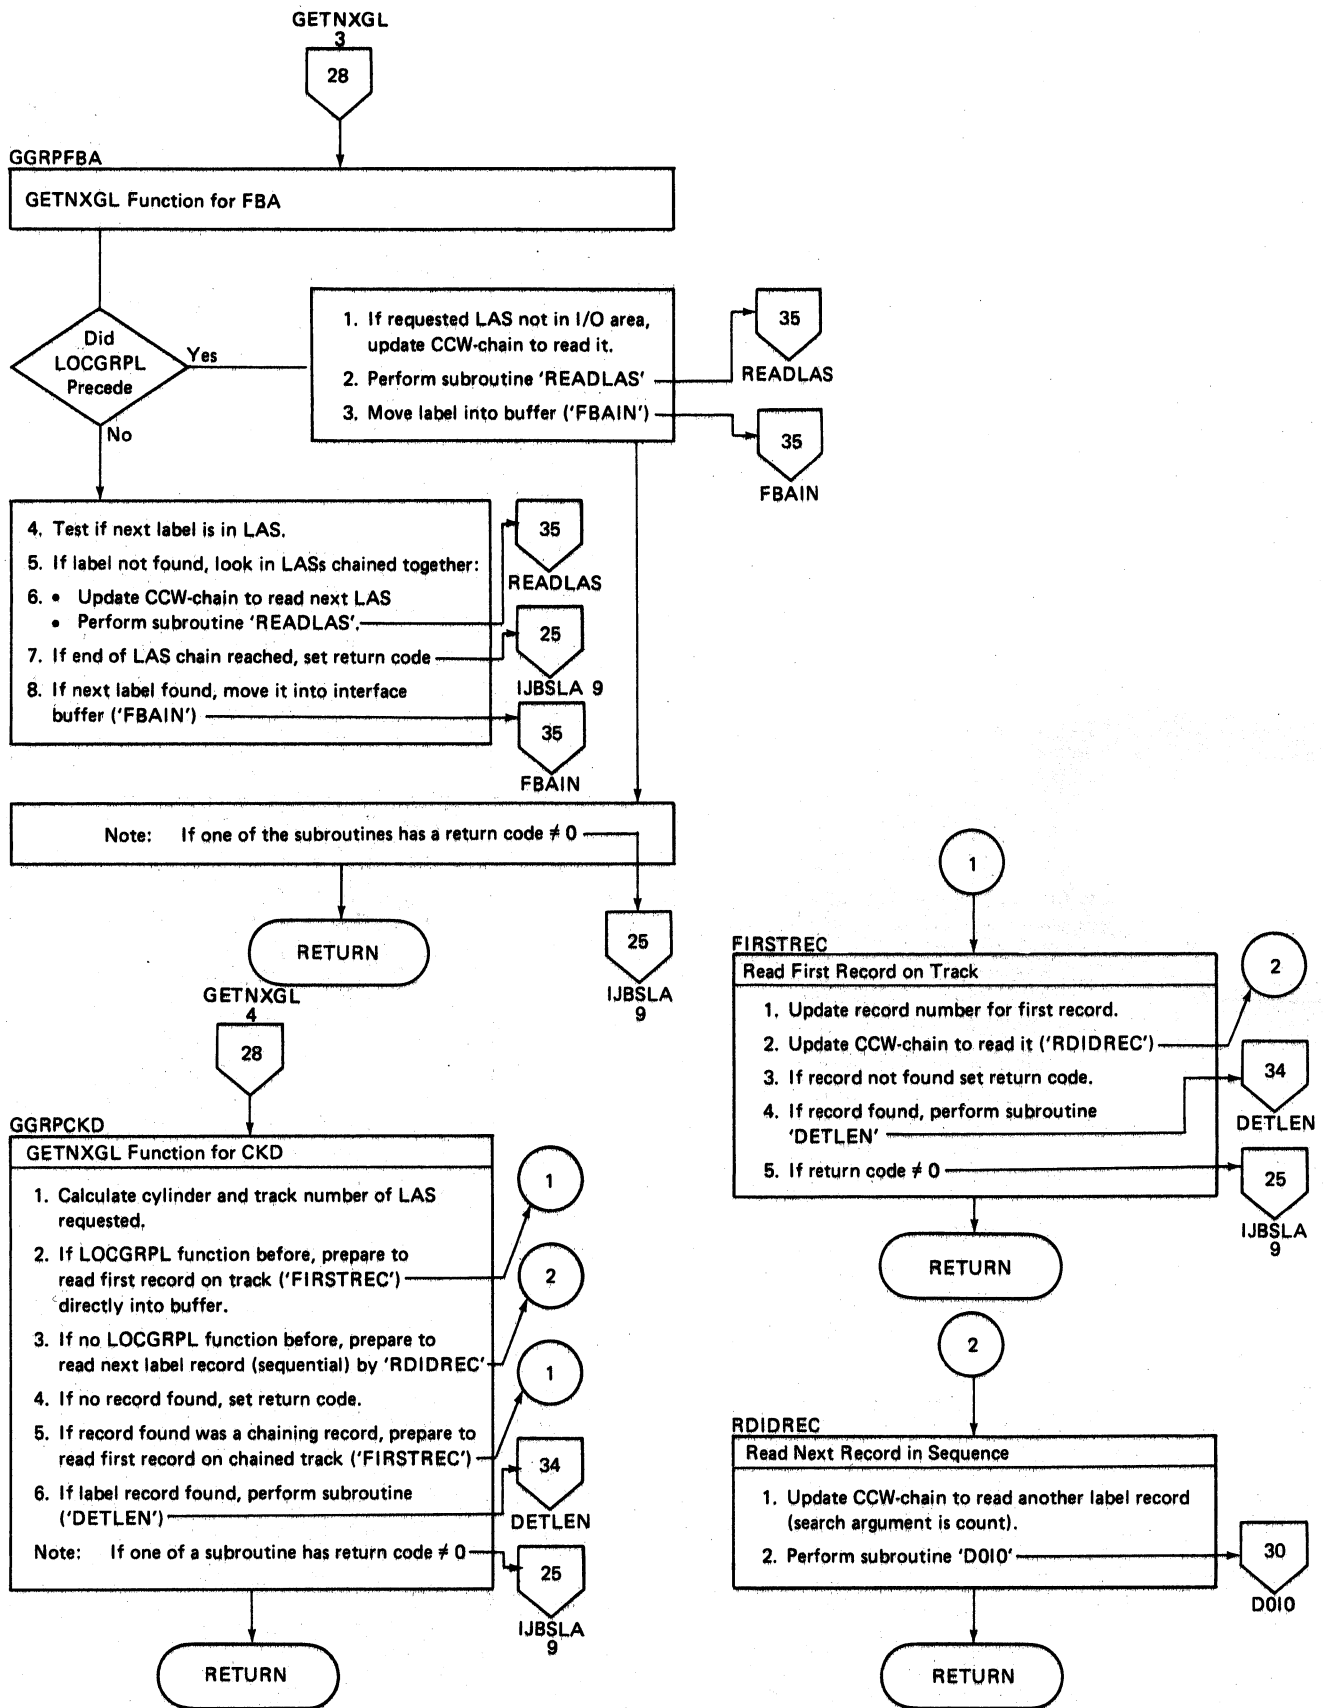 GETNXGL
3
28
GGRPFBA
GETNXGL Function for FBA
Did
LOCGRPL
Precede
Yes
No
1. If requested LAS not in I/O area,
update CCW-chain to read it.
2. Perform subroutine 'READLAS'
3. Move label into buffer ('FBAIN')
35
READLAS
35
FBAIN
4. Test if next label is in LAS.
5. If label not found, look in LASs chained together:
6. • Update CCW-chain to read next LAS
• Perform subroutine 'READLAS'.
7. If end of LAS chain reached, set return code
8. If next label found, move it into interface
buffer ('FBAIN')
35
READLAS
25
IJBSLA 9
35
FBAIN
Note: If one of the subroutines has a return code ≠ 0
RETURN
25
IJBSLA
9
GETNXGL
4
28
GGRPCKD
GETNXGL Function for CKD
1. Calculate cylinder and track number of LAS
requested.
2. If LOCGRPL function before, prepare to
read first record on track ('FIRSTREC')
directly into buffer.
3. If no LOCGRPL function before, prepare to
read next label record (sequential) by 'RDIDREC'
4. If no record found, set return code.
5. If record found was a chaining record, prepare to
read first record on chained track ('FIRSTREC')
6. If label record found, perform subroutine
('DETLEN')
Note: If one of a subroutine has return code ≠ 0
1
2
1
34
DETLEN
25
IJBSLA
9
RETURN
1
FIRSTREC
Read First Record on Track
1. Update record number for first record.
2. Update CCW-chain to read it ('RDIDREC')
3. If record not found set return code.
4. If record found, perform subroutine
'DETLEN'
5. If return code ≠ 0
2
34
DETLEN
25
IJBSLA
9
RETURN
2
RDIDREC
Read Next Record in Sequence
1. Update CCW-chain to read another label record
(search argument is count).
2. Perform subroutine 'D0I0'
30
D0I0
RETURN